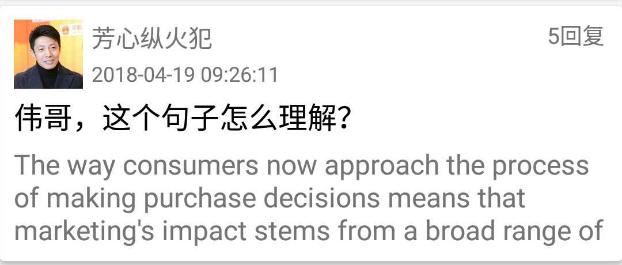 芳心纵火犯
5回复
2018-04-19 09:26:11
伟哥，这个句子怎么理解？
The way consumers now approach the process
of making purchase decisions means that
marketing's impact stems from a broad range of